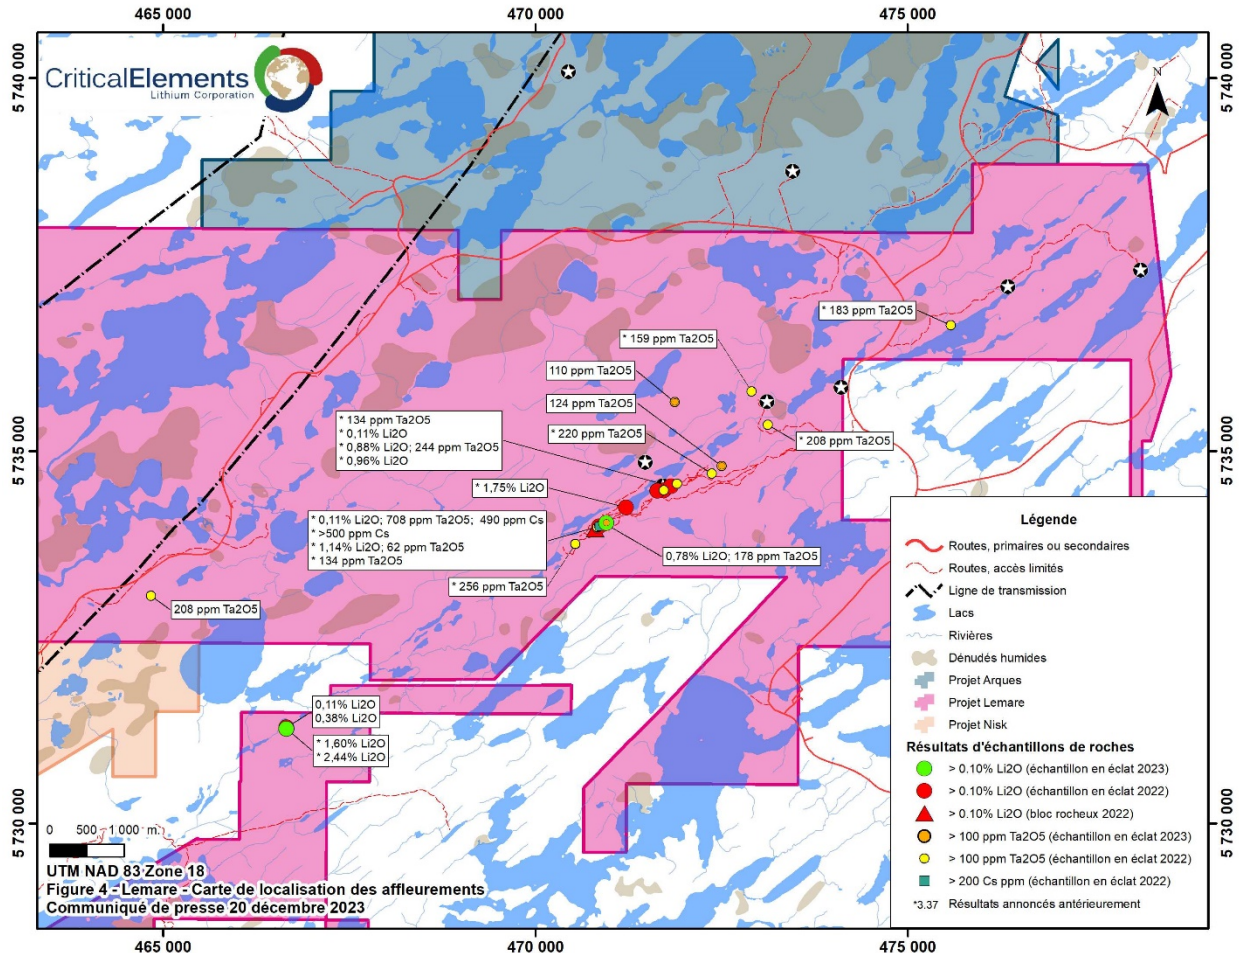 465 000
470 000
475 000
5 740 000
5 740 000
CriticalElements
Lithium Corporation
N
* 183 ppm Ta2O5
* 159 ppm Ta2O5
110 ppm Ta2O5
124 ppm Ta2O5
* 134 ppm Ta2O5
* 0,11% Li2O
* 0,88% Li2O; 244 ppm Ta2O5
* 0,96% Li2O
* 220 ppm Ta2O5
* 208 ppm Ta2O5
5 735 000
5 735 000
* 1,75% Li2O
* 0,11% Li2O; 708 ppm Ta2O5; 490 ppm Cs
* >500 ppm Cs
* 1,14% Li2O; 62 ppm Ta2O5
* 134 ppm Ta2O5
0,78% Li2O; 178 ppm Ta2O5
* 256 ppm Ta2O5
208 ppm Ta2O5
0,11% Li2O
0,38% Li2O
* 1,60% Li2O
* 2,44% Li2O
Légende
Routes, primaires ou secondaires
Routes, accès limités
Ligne de transmission
Lacs
Rivières
Dénudés humides
Projet Arques
Projet Lemare
Projet Nisk
Résultats d'échantillons de roches
> 0.10% Li2O (échantillon en éclat 2023)
> 0.10% Li2O (échantillon en éclat 2022)
> 0.10% Li2O (bloc rocheux 2022)
> 100 ppm Ta2O5 (échantillon en éclat 2023)
> 100 ppm Ta2O5 (échantillon en éclat 2022)
> 200 Cs ppm (échantillon en éclat 2022)
*3.37 Résultats annoncés antérieurement
5 730 000
5 730 000
0 500 1 000 m.
UTM NAD 83 Zone 18
Figure 4 - Lemare - Carte de localisation des affleurements
Communiqué de presse 20 décembre 2023
465 000
470 000
475 000